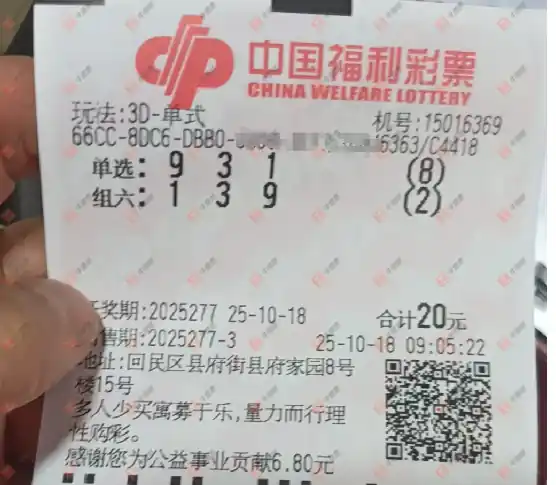 中国福利彩票
CHINA WELFARE LOTTERY
玩法:3D-单式
机号:15016369
66CC-8DC6-DBB0- 6363/C4418
单选: 9 3 1 (8)
组六: 1 3 9 (2)
奖期:2025277 25-10-18 合计20元
售期:2025277-3 25-10-18 09:05:22
地址:回民区县府街县府家园8号
楼15号
多人少买寓募于乐,量力而行理
性购彩。
感谢您为公益事业贡献6.80元